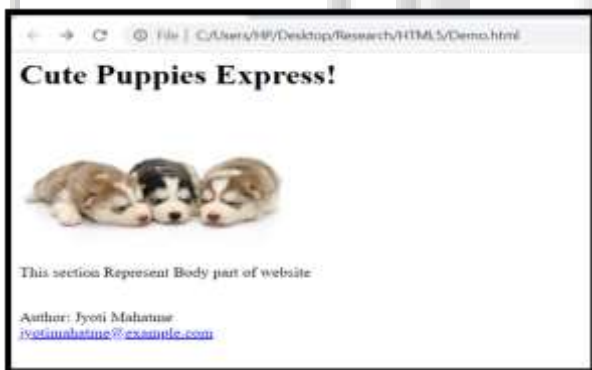 File | C:/Users/HP/Desktop/Research/HTML5/Demo.html
Cute Puppies Express!
This section Represent Body part of website
Author: Jyoti Mahatme
jyotimahatme@example.com